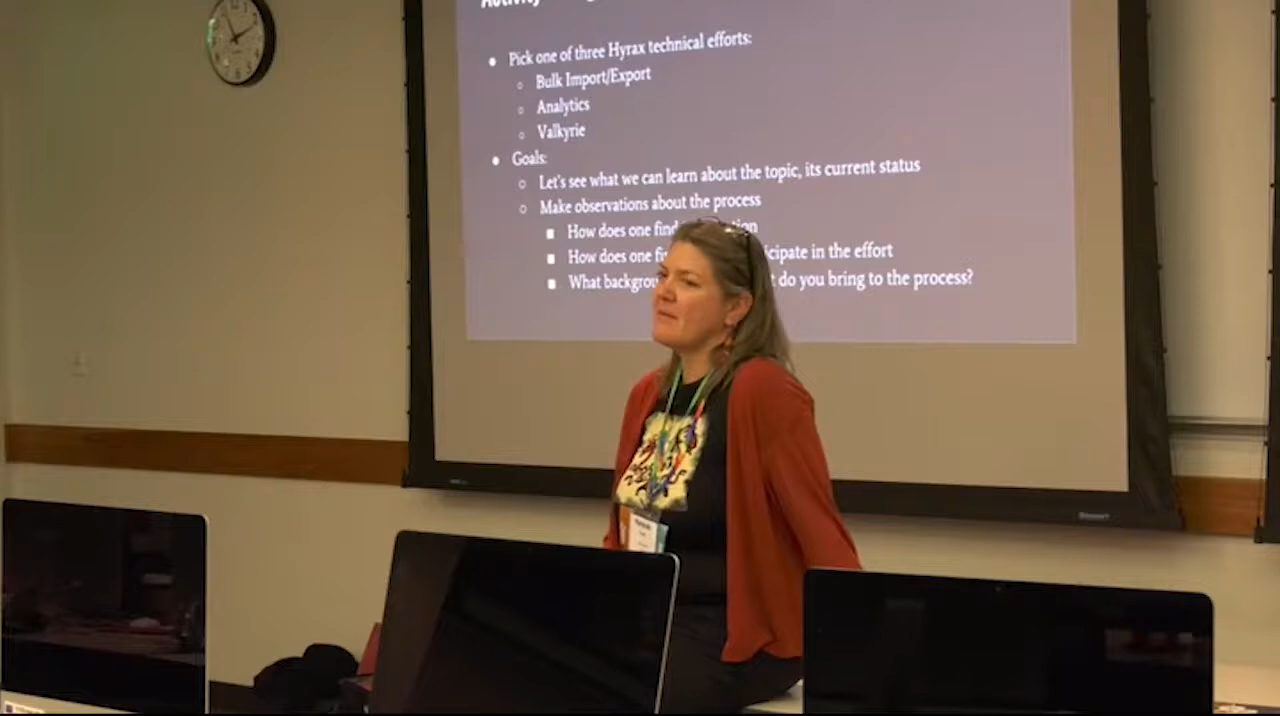 Activity
Pick one of three Hyrax technical efforts:
Bulk Import/Export
Analytics
Valkyrie
Goals:
Let's see what we can learn about the topic, its current status
Make observations about the process
How does one find
How does one in the effort
What do you bring to the process?